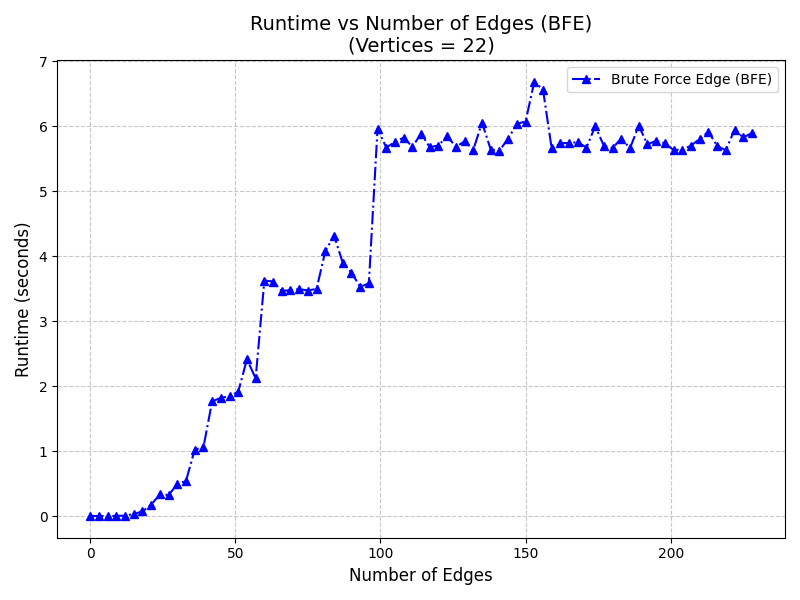 Runtime vs Number of Edges (BFE)
(Vertices = 22)
Brute Force Edge (BFE)
7
6
5
4
3
2
1
0
Runtime (seconds)
0 50 100 150 200
Number of Edges